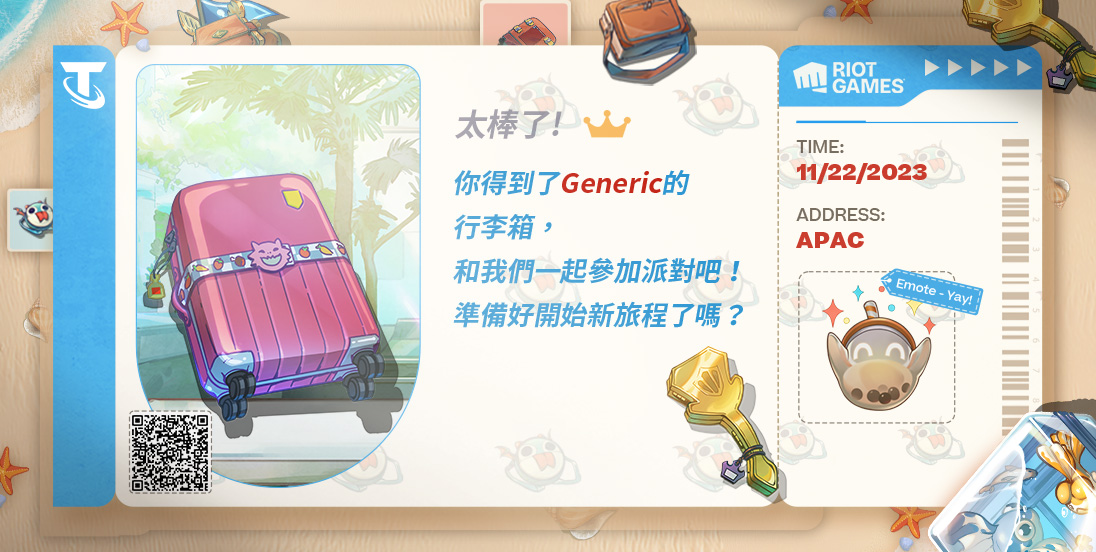 太棒了!
你得到了Generic的
行李箱，
和我們一起參加派對吧！
準備好開始新旅程了嗎？
RIOT
GAMES
TIME:
11/22/2023
ADDRESS:
APAC
Emote - Yay!